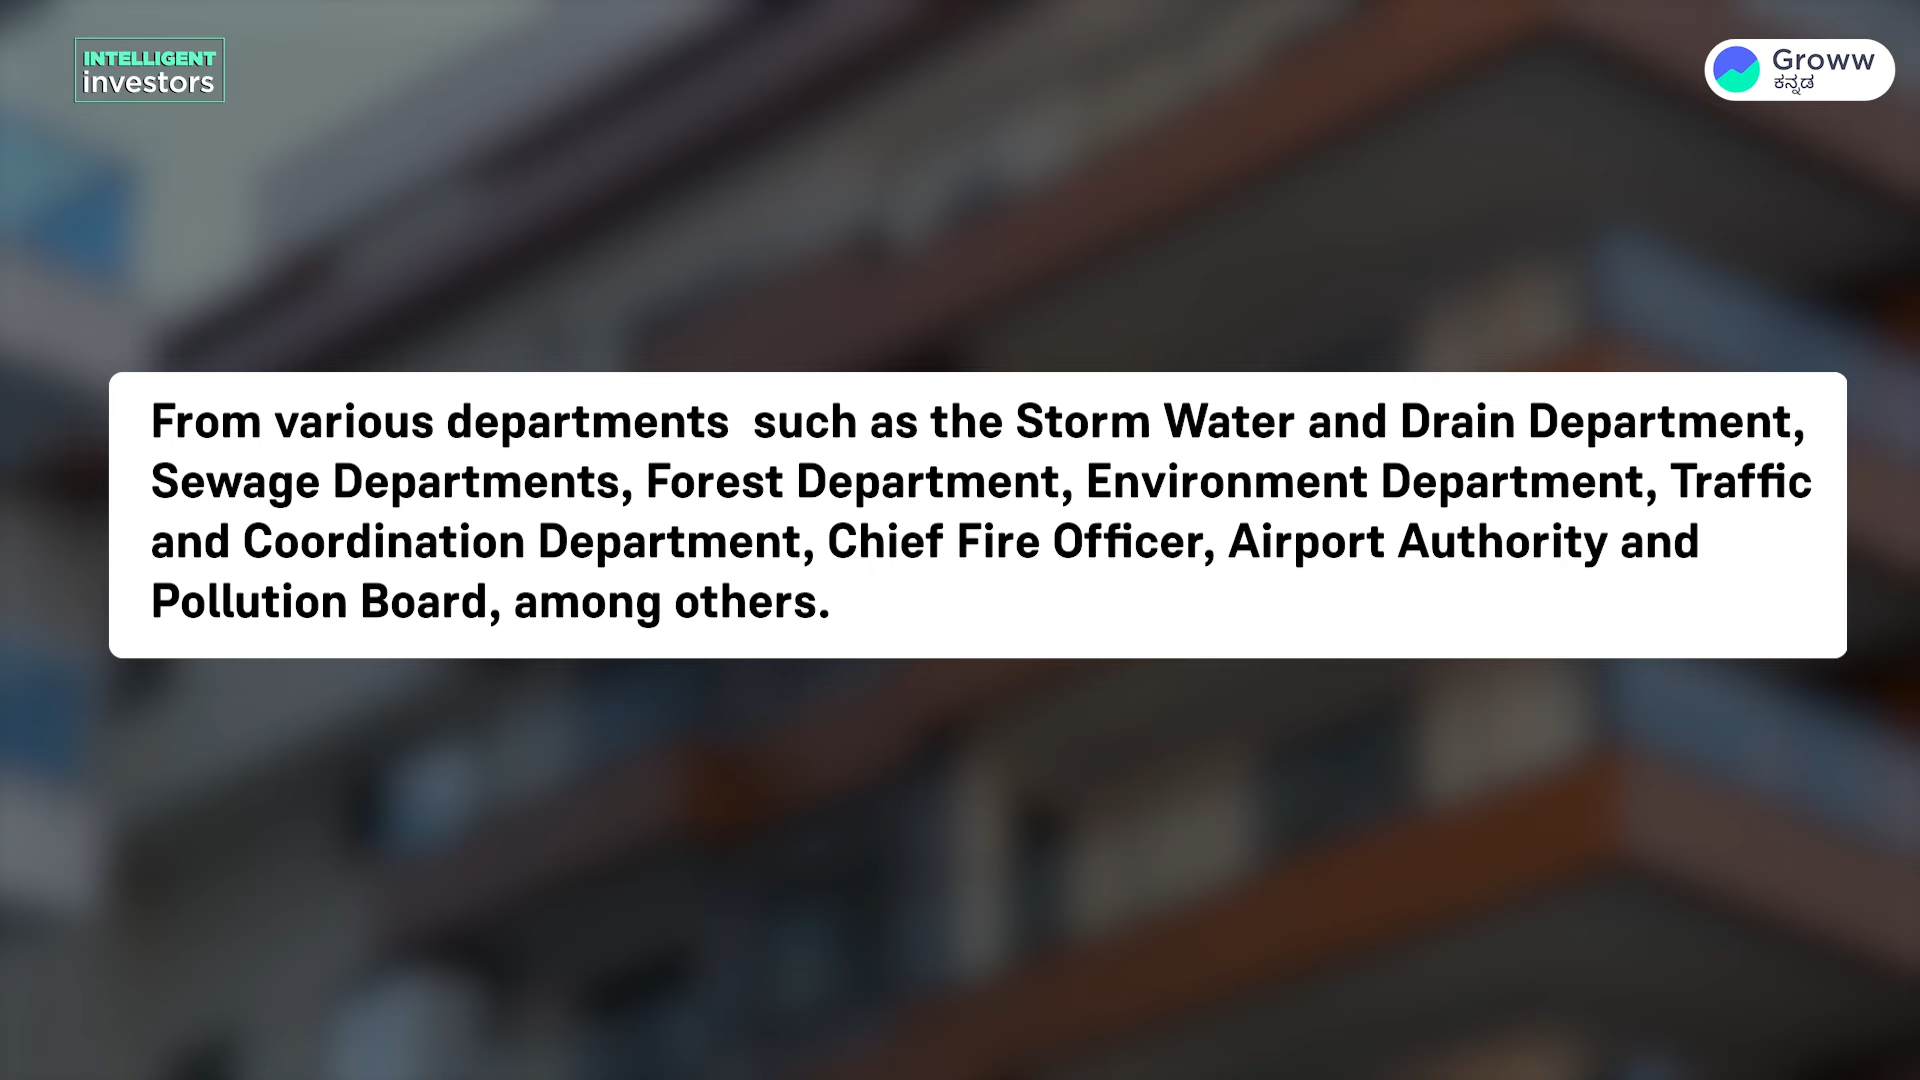 INTELLIGENT
investors
Groww
ಕನ್ನಡ
From various departments  such as the Storm Water and Drain Department,
Sewage Departments, Forest Department, Environment Department, Traffic
and Coordination Department, Chief Fire Officer, Airport Authority and
Pollution Board, among others.